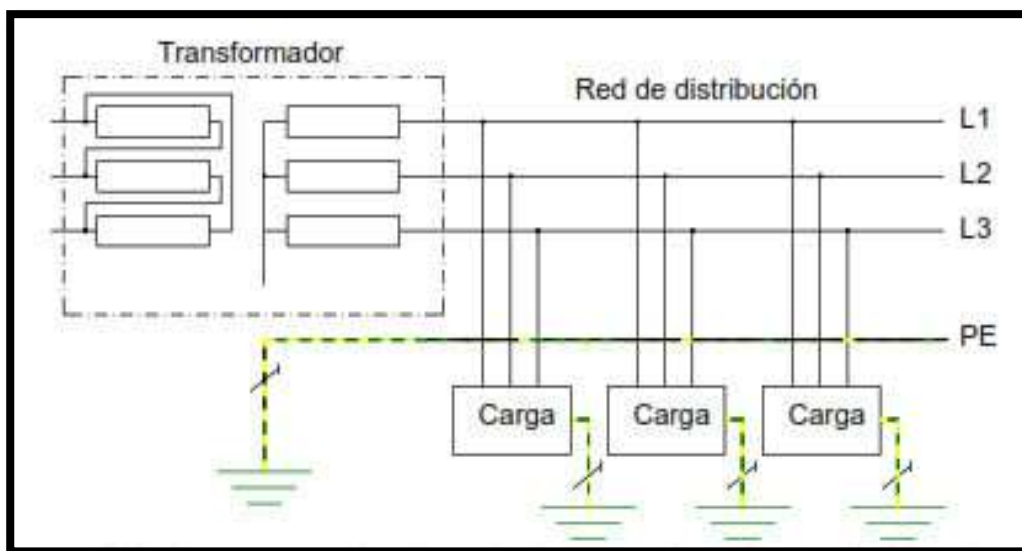 Transformador
Red de distribución
L1
L2
L3
PE
Carga
Carga
Carga